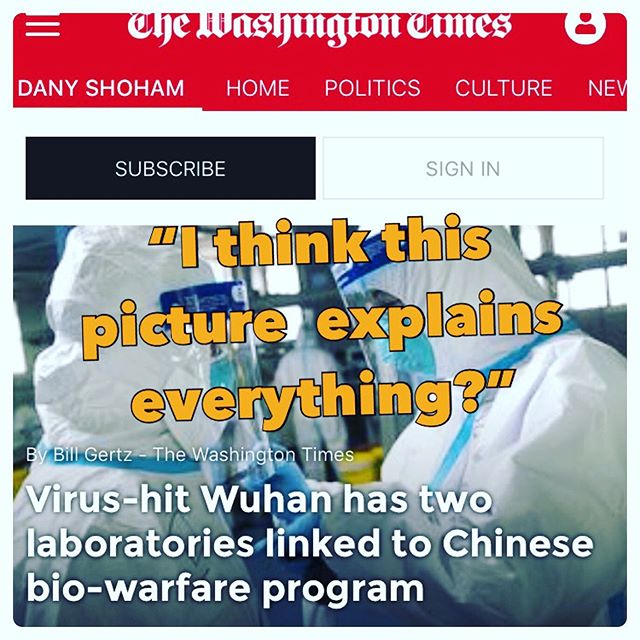 The Washington Times
DANY SHOHAM HOME POLITICS CULTURE NEW
SUBSCRIBE SIGN IN
"I think this
picture explains
everything?"
By Bill Gertz - The Washington Times
Virus-hit Wuhan has two
laboratories linked to Chinese
bio-warfare program